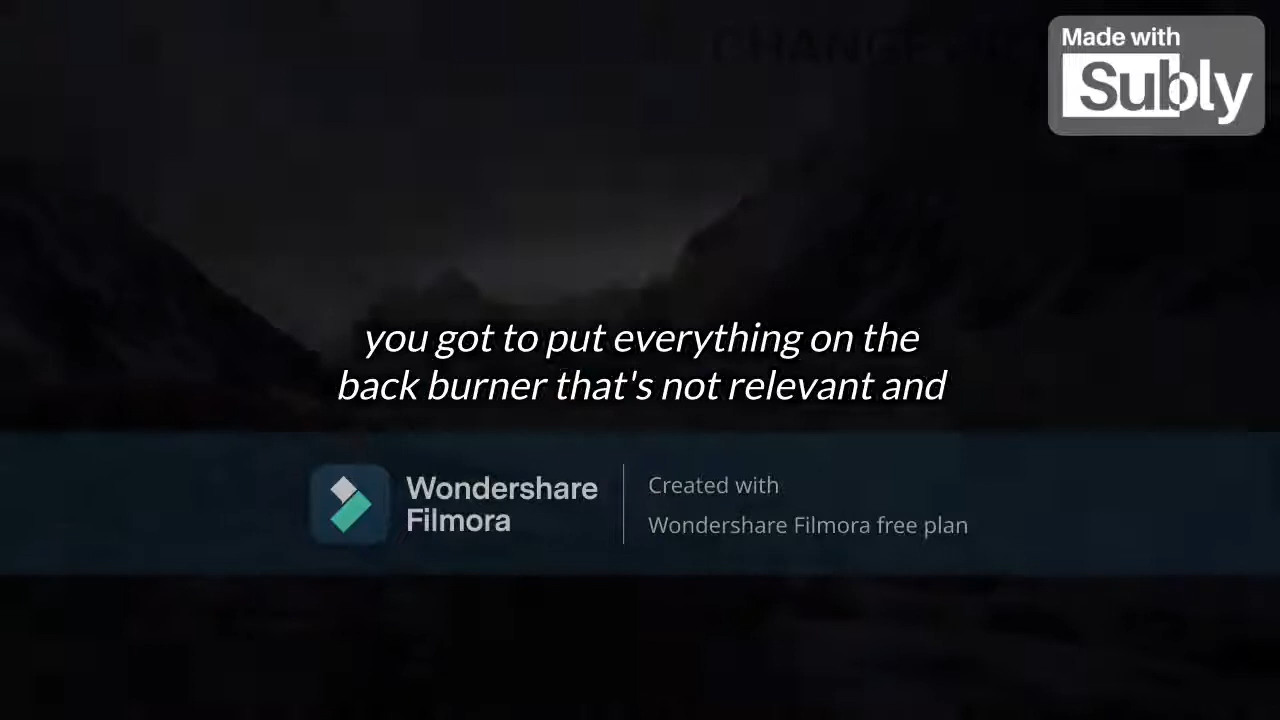 CHANGE
Made with
Subly
you got to put everything on the
back burner that's not relevant and
Wondershare
Filmora
Created with
Wondershare Filmora free plan